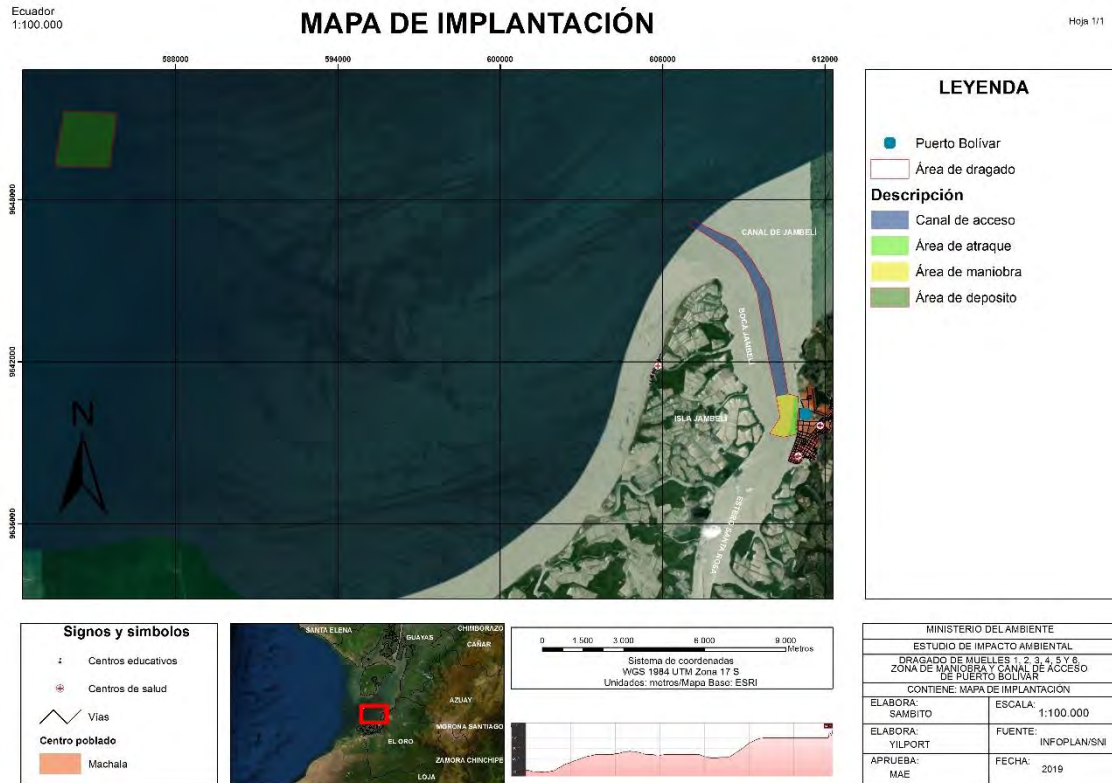 Ecuador
1:100.000
MAPA DE IMPLANTACIÓN
Hoja 1/1
588000
594000
600000
606000
612000
9648000
9642000
9636000
CANAL DE JAMBELÍ
BOCA JAMBELÍ
ISLA JAMBELÍ
ESTERO SANTA ROSA
N
LEYENDA
Puerto Bolívar
Área de dragado
Descripción
Canal de acceso
Área de atraque
Área de maniobra
Área de deposito
Signos y simbolos
Centros educativos
Centros de salud
Vías
Centro poblado
Machala
SANTA ELENA
GUAYAS
CHIMBORAZO
CAÑAR
AZUAY
MORONA SANTIAGO
EL ORO
ZAMORA CHINCHIPE
LOJA
0 1.500 3.000 6.000 9.000
Metros
Sistema de coordenadas
WGS 1984 UTM Zona 17 S
Unidades: metros/Mapa Base: ESRI
MINISTERIO DEL AMBIENTE
ESTUDIO DE IMPACTO AMBIENTAL
DRAGADO DE MUELLES 1, 2, 3, 4, 5 Y 6,
ZONA DE MANIOBRA Y CANAL DE ACCESO
DE PUERTO BOLIVAR
CONTIENE: MAPA DE IMPLANTACIÓN
ELABORA:
SAMBITO
ESCALA:
1:100.000
ELABORA:
YILPORT
FUENTE:
INFOPLAN/SNI
APRUEBA:
MAE
FECHA:
2019